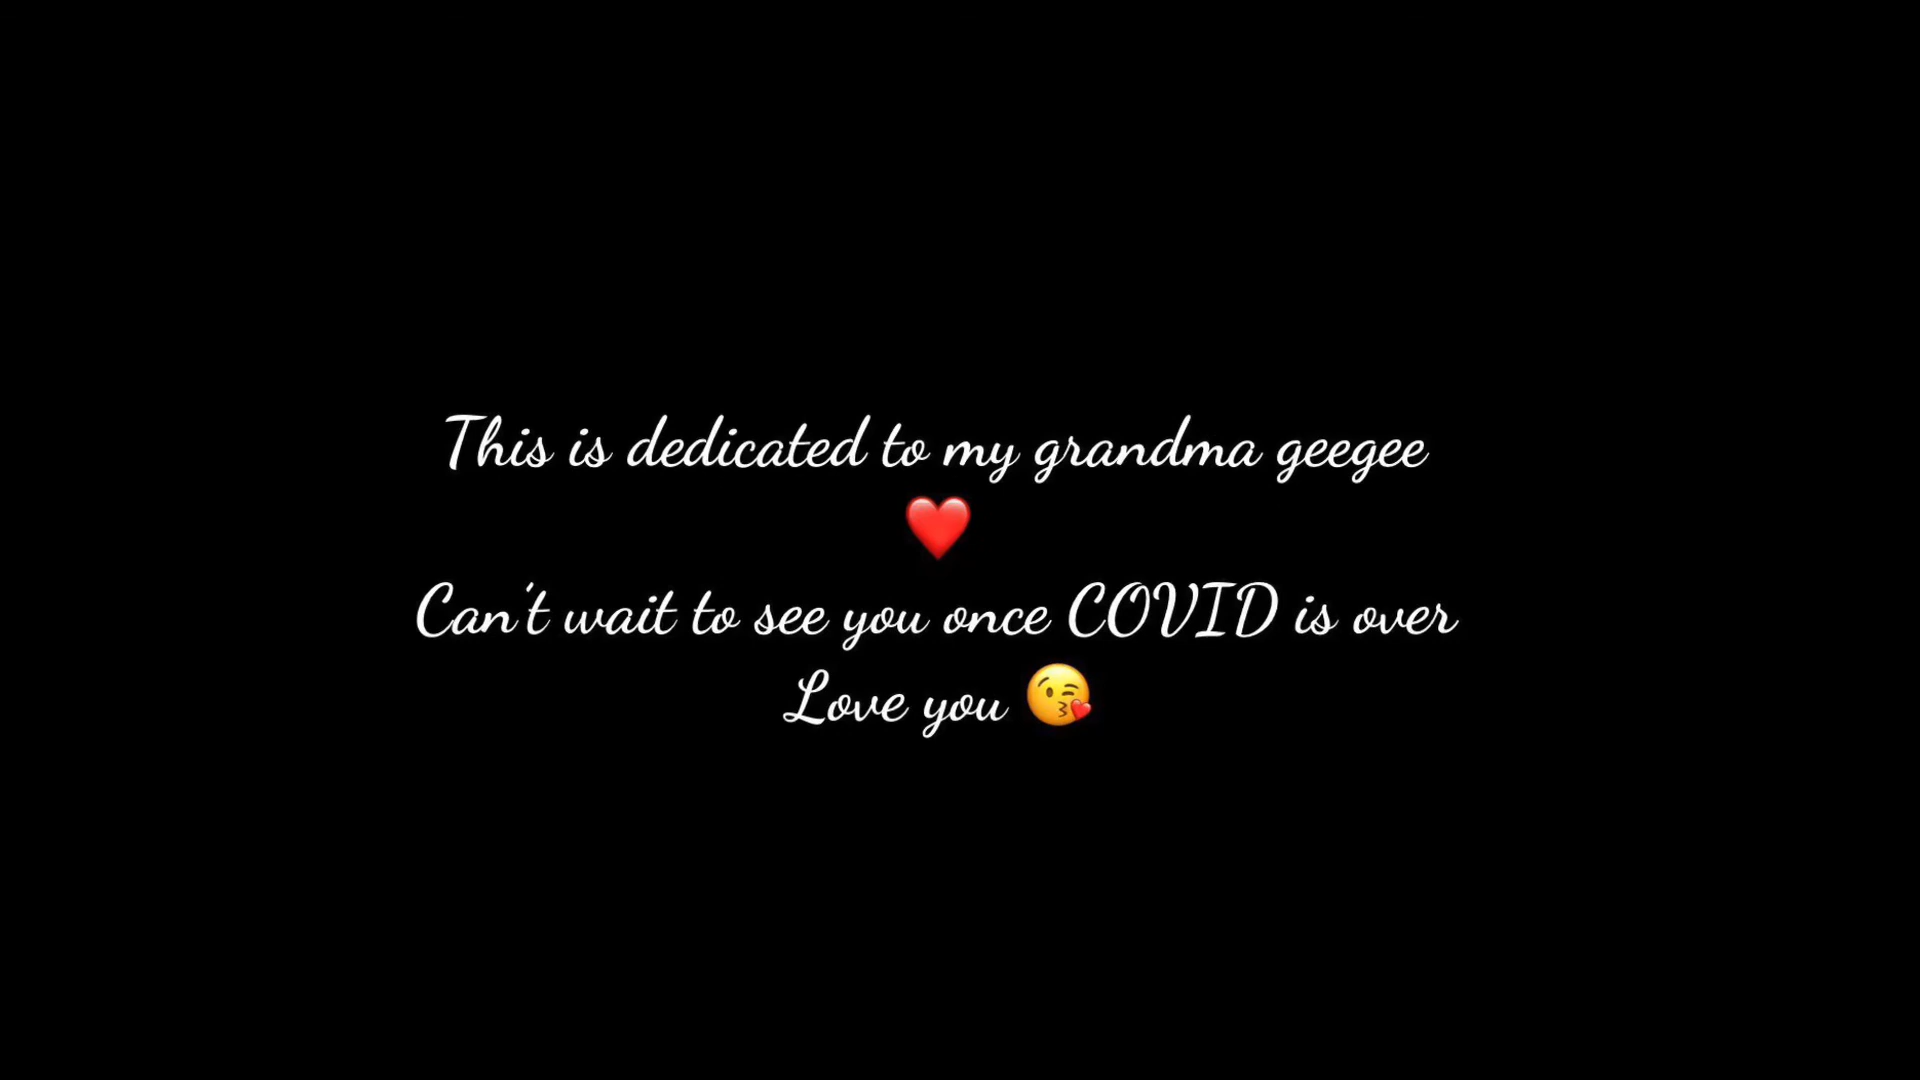 This is dedicated to my grandma geegee
❤️
Can't wait to see you once COVID is over
Love you 😘